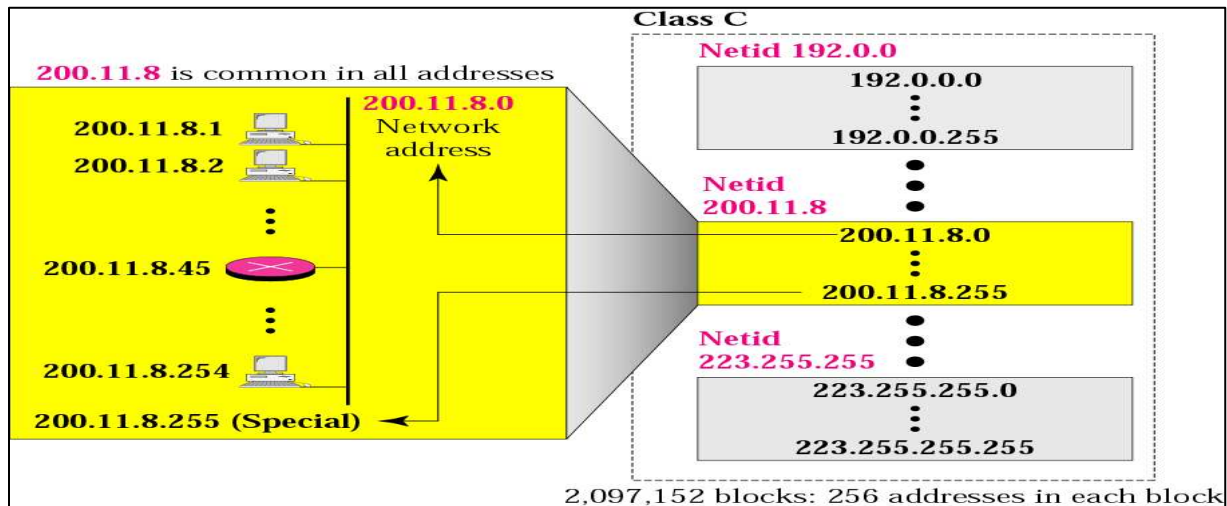 Class C
200.11.8 is common in all addresses
200.11.8.0
Network
address
200.11.8.1
200.11.8.2
200.11.8.45
200.11.8.254
200.11.8.255 (Special)
Netid 192.0.0
192.0.0.0
192.0.0.255
Netid
200.11.8
200.11.8.0
200.11.8.255
Netid
223.255.255
223.255.255.0
223.255.255.255
2,097,152 blocks: 256 addresses in each block